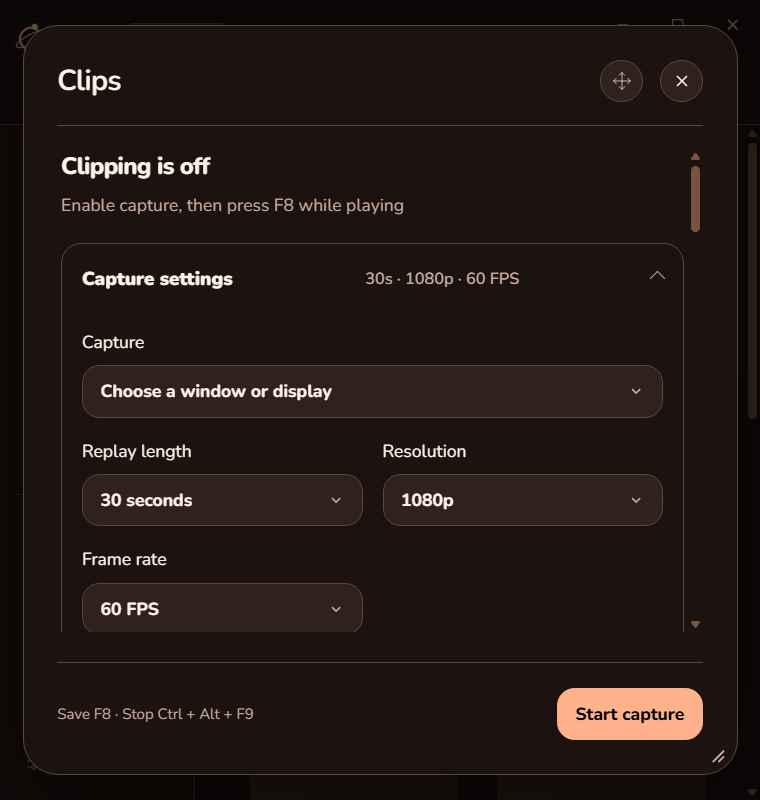 Clips
Clipping is off
Enable capture, then press F8 while playing
Capture settings
30s · 1080p · 60 FPS
Capture
Choose a window or display
Replay length
Resolution
30 seconds
1080p
Frame rate
60 FPS
Save F8 · Stop Ctrl + Alt + F9
Start capture